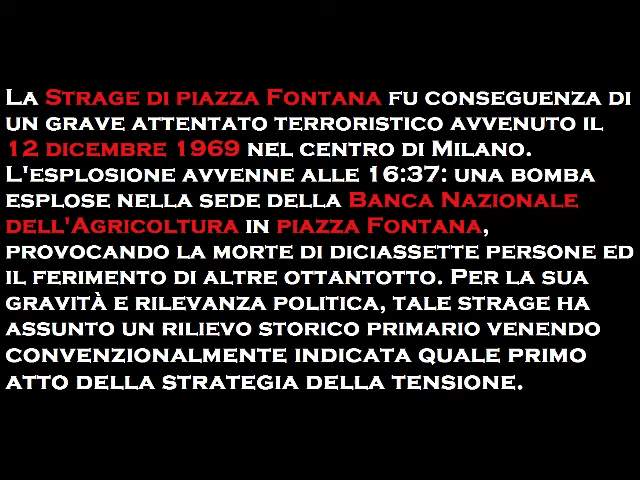 La Strage di piazza Fontana fu conseguenza di
un grave attentato terroristico avvenuto il
12 dicembre 1969 nel centro di Milano.
L'esplosione avvenne alle 16:37: una bomba
esplose nella sede della Banca Nazionale
dell'Agricoltura in piazza Fontana,
provocando la morte di diciassette persone ed
il ferimento di altre ottantotto. Per la sua
gravità e rilevanza politica, tale strage ha
assunto un rilievo storico primario venendo
convenzionalmente indicata quale primo
atto della strategia della tensione.